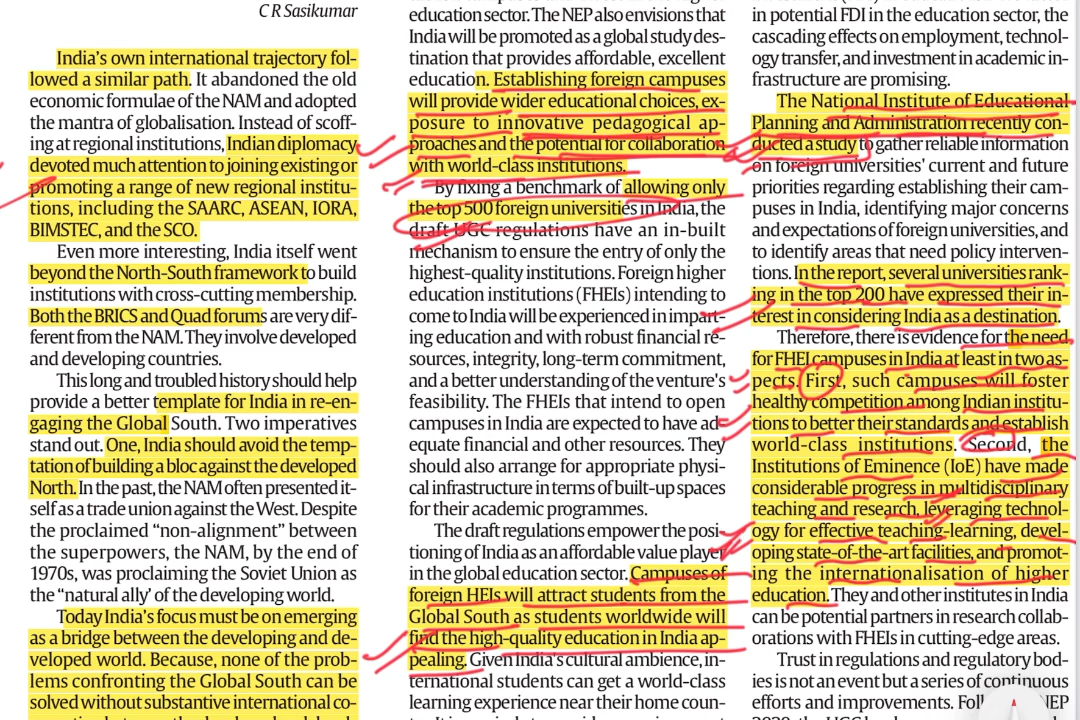 C R Sasikumar
India's own international trajectory fol-
lowed a similar path. It abandoned the old
economic formulae of the NAM and adopted
the mantra of globalisation. Instead of scoff-
ing at regional institutions, Indian diplomacy
devoted much attention to joining existing or
promoting a range of new regional institu-
tions, including the SAARC, ASEAN, IORA,
BIMSTEC, and the SCO.
Even more interesting, India itself went
beyond the North-South framework to build
institutions with cross-cutting membership.
Both the BRICS and Quad forums are very dif-
ferent from the NAM. They involve developed
and developing countries.
This long and troubled history should help
provide a better template for India in re-en-
gaging the Global South. Two imperatives
stand out. One, India should avoid the temp-
tation of building a bloc against the developed
North. In the past, the NAM often presented it-
self as a trade union against the West. Despite
the proclaimed “non-alignment” between
the superpowers, the NAM, by the end of
1970s, was proclaiming the Soviet Union as
the “natural ally’ of the developing world.
Today India's focus must be on emerging
as a bridge between the developing and de-
veloped world. Because, none of the prob-
lems confronting the Global South can be
solved without substantive international co-
education sector. The NEP also envisions that
India will be promoted as a global study des-
tination that provides affordable, excellent
education. Establishing foreign campuses
will provide wider educational choices, ex-
posure to innovative pedagogical ap-
proaches and the potential for collaboration
with world-class institutions.
By fixing a benchmark of allowing only
the top 500 foreign universities in India, the
draft UGC regulations have an in-built
mechanism to ensure the entry of only the
highest-quality institutions. Foreign higher
education institutions (FHEIs) intending to
come to India will be experienced in impart-
ing education and with robust financial re-
sources, integrity, long-term commitment,
and a better understanding of the venture's
feasibility. The FHEIs that intend to open
campuses in India are expected to have ad-
equate financial and other resources. They
should also arrange for appropriate physi-
cal infrastructure in terms of built-up spaces
for their academic programmes.
The draft regulations empower the posi-
tioning of India as an affordable value player
in the global education sector. Campuses of
foreign HEIs will attract students from the
Global South as students worldwide will
find the high-quality education in India ap-
pealing. Given India's cultural ambience, in-
ternational students can get a world-class
learning experience near their home coun-
in potential FDI in the education sector, the
cascading effects on employment, technol-
ogy transfer, and investment in academic in-
frastructure are promising.
The National Institute of Educational
Planning and Administration recently con-
ducted a study to gather reliable information
on foreign universities' current and future
priorities regarding establishing their cam-
puses in India, identifying major concerns
and expectations of foreign universities, and
to identify areas that need policy interven-
tions. In the report, several universities rank-
ing in the top 200 have expressed their in-
terest in considering India as a destination.
Therefore, there is evidence for the need
for FHEI campuses in India at least in two as-
pects. First, such campuses will foster
healthy competition among Indian institu-
tions to better their standards and establish
world-class institutions. Second, the
Institutions of Eminence (IoE) have made
considerable progress in multidisciplinary
teaching and research, leveraging technol-
ogy for effective teaching-learning, devel-
oping state-of-the-art facilities, and promot-
ing the internationalisation of higher
education. They and other institutes in India
can be potential partners in research collab-
orations with FHEIs in cutting-edge areas.
Trust in regulations and regulatory bod-
ies is not an event but a series of continuous
efforts and improvements.